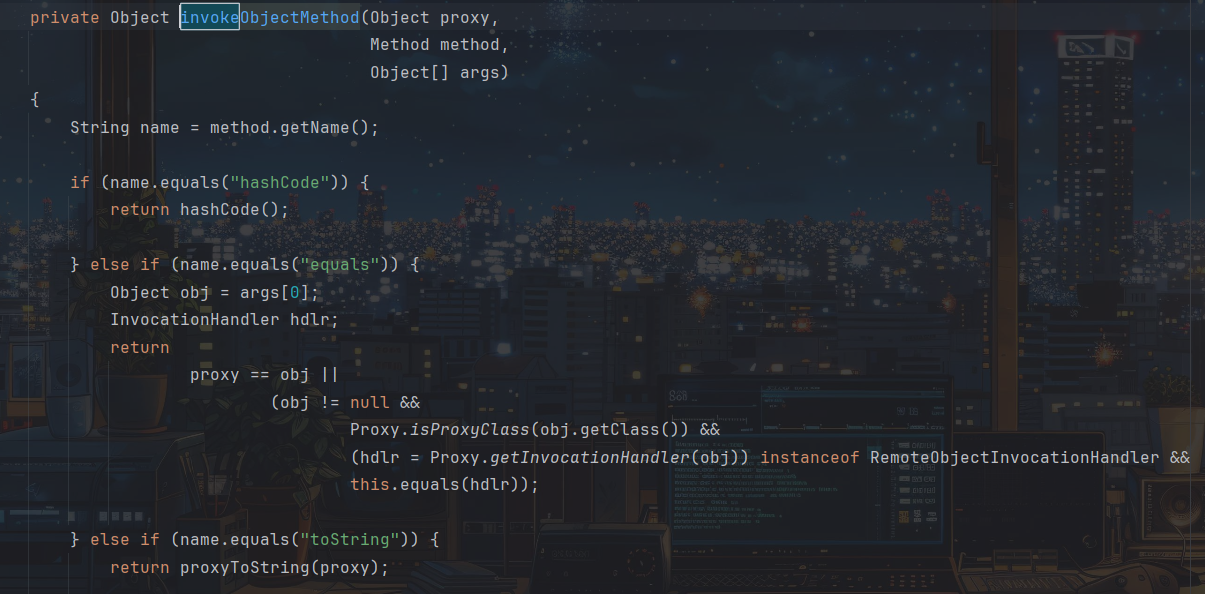 private Object invokeObjectMethod(Object proxy,
Method method,
Object[] args)
{
String name = method.getName();
if (name.equals("hashCode")) {
return hashCode();
} else if (name.equals("equals")) {
Object obj = args[0];
InvocationHandler hdlr;
return
proxy == obj ||
(obj != null &&
Proxy.isProxyClass(obj.getClass()) &&
(hdlr = Proxy.getInvocationHandler(obj)) instanceof RemoteObjectInvocationHandler &&
this.equals(hdlr));
} else if (name.equals("toString")) {
return proxyToString(proxy);